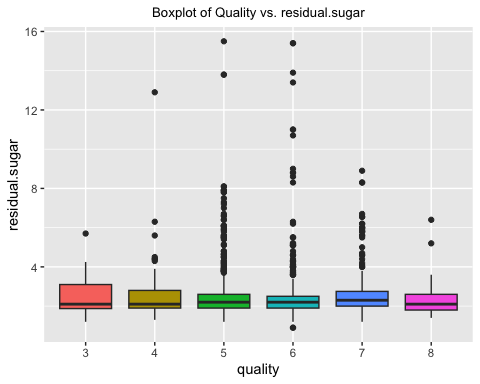 Boxplot of Quality vs. residual.sugar
16
12
8
4
residual.sugar
3 4 5 6 7 8
quality